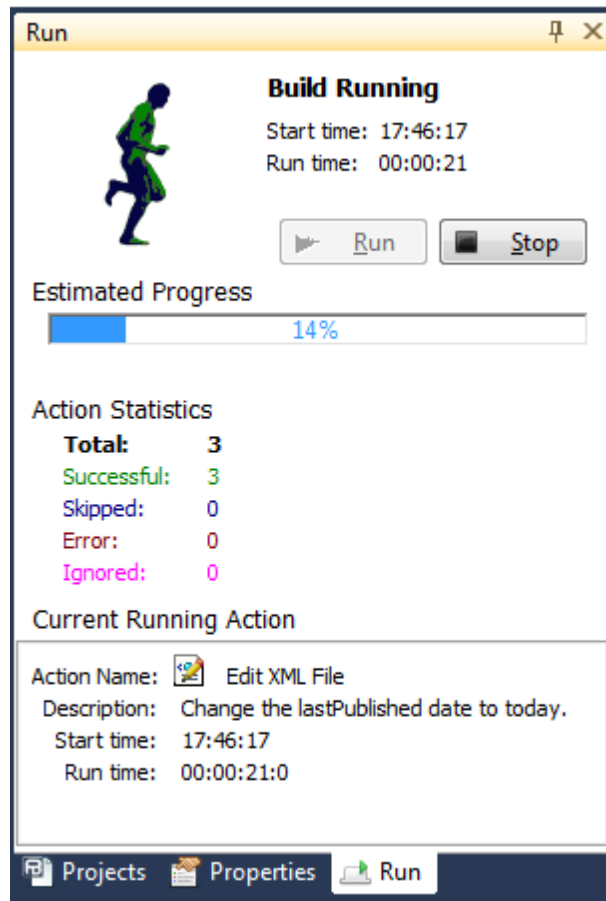 Run
Build Running
Start time: 17:46:17
Run time: 00:00:21
Run Stop
Estimated Progress
14%
Action Statistics
Total: 3
Successful: 3
Skipped: 0
Error: 0
Ignored: 0
Current Running Action
Action Name: Edit XML File
Description: Change the lastPublished date to today.
Start time: 17:46:17
Run time: 00:00:21:0
Projects Properties Run